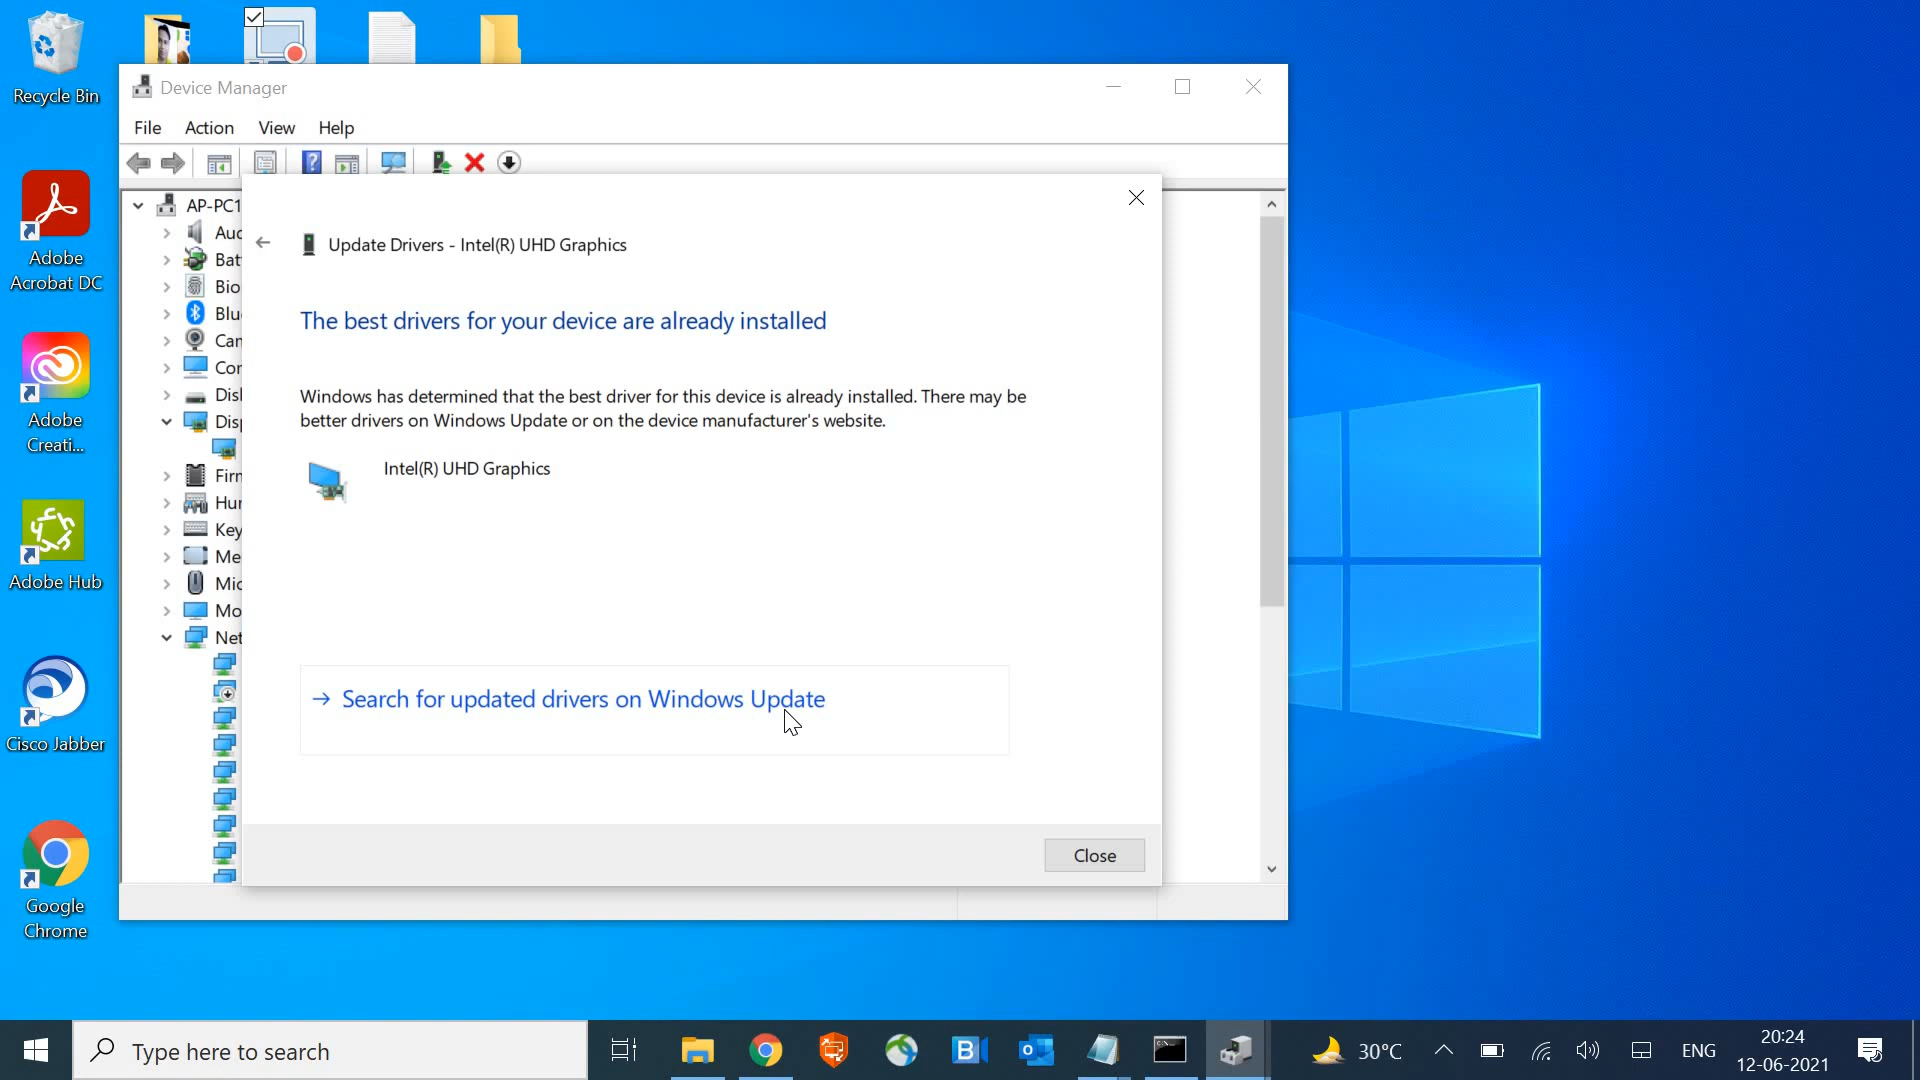 Recycle Bin
Adobe
Acrobat DC
Adobe
Creati...
Adobe Hub
Cisco Jabber
Google
Chrome
Device Manager
File Action View Help
AP-PC1
Auc
Bat
Bio
Blu
Can
Cor
Disk
Disp
Firm
Hur
Key
Me
Mic
Mo
Net
Update Drivers - Intel(R) UHD Graphics
The best drivers for your device are already installed
Windows has determined that the best driver for this device is already installed. There may be
better drivers on Windows Update or on the device manufacturer's website.
Intel(R) UHD Graphics
Search for updated drivers on Windows Update
Close
Type here to search
30°C
ENG
20:24
12-06-2021